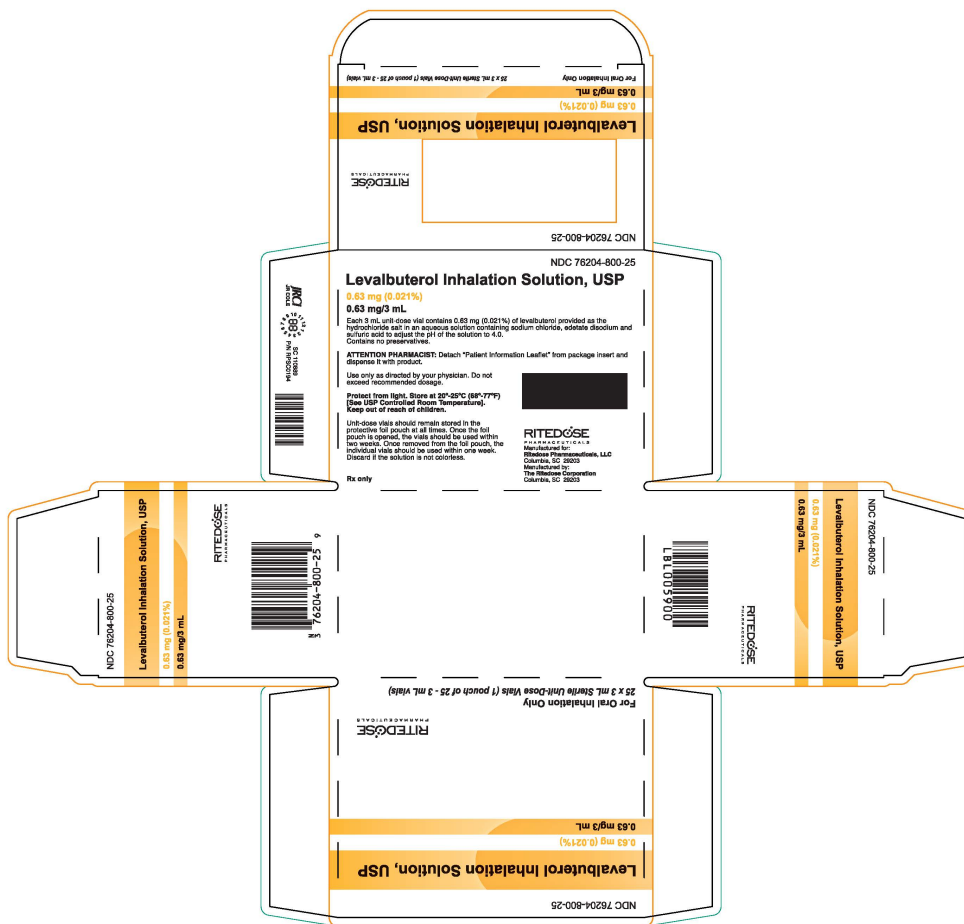 For Oral Inhalation Only
25 x 3 mL Sterile Unit-Dose Vials (1 pouch of 25 - 3 mL vials)
0.63 mg/3 mL
0.63 mg (0.021%)
Levalbuterol Inhalation Solution, USP
RITEDOSE
PHARMACEUTICALS
NDC 76204-800-25
NDC 76204-800-25
Levalbuterol Inhalation Solution, USP
0.63 mg (0.021%)
0.63 mg/3 mL
Each 3 mL unit-dose vial contains 0.63 mg (0.021%) of levalbuterol provided as the
hydrochloride salt in an aqueous solution containing sodium chloride, edetate disodium and
sulfuric acid to adjust the pH of the solution to 4.0.
Contains no preservatives.
ATTENTION PHARMACIST: Detach "Patient Information Leaflet" from package insert and
dispense it with product.
Use only as directed by your physician. Do not
exceed recommended dosage.
Protect from light. Store at 20º-25ºC (68º-77ºF)
[See USP Controlled Room Temperature].
Keep out of reach of children.
Unit-dose vials should remain stored in the
protective foil pouch at all times. Once the foil
pouch is opened, the vials should be used within
two weeks. Once removed from the foil pouch, the
individual vials should be used within one week.
Discard if the solution is not colorless.
Rx only
RITEDOSE
PHARMACEUTICALS
Manufactured for:
Ritedose Pharmaceuticals, LLC
Columbia, SC 29203
Manufactured by:
The Ritedose Corporation
Columbia, SC 29203
JRC
JR COLE
SC 110989
P/N RPSC0194
NDC 76204-800-25
Levalbuterol Inhalation Solution, USP
0.63 mg (0.021%)
0.63 mg/3 mL
RITEDOSE
PHARMACEUTICALS
N3 76204-800-25 9
LBL005900
RITEDOSE
PHARMACEUTICALS
0.63 mg/3 mL
0.63 mg (0.021%)
Levalbuterol Inhalation Solution, USP
NDC 76204-800-25
25 x 3 mL Sterile Unit-Dose Vials (1 pouch of 25 - 3 mL vials)
For Oral Inhalation Only
RITEDOSE
PHARMACEUTICALS
0.63 mg/3 mL
0.63 mg (0.021%)
Levalbuterol Inhalation Solution, USP
NDC 76204-800-25